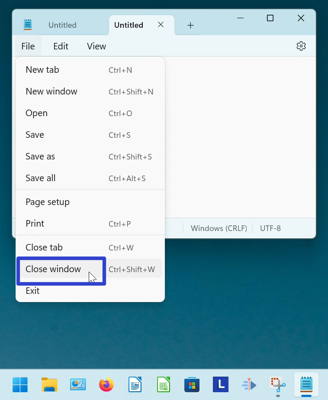 Untitled
Untitled
File Edit View
New tab Ctrl+N
New window Ctrl+Shift+N
Open Ctrl+O
Save Ctrl+S
Save as Ctrl+Shift+S
Save all Ctrl+Alt+S
Page setup
Print Ctrl+P
Windows (CRLF) UTF-8
Close tab Ctrl+W
Close window Ctrl+Shift+W
Exit
L